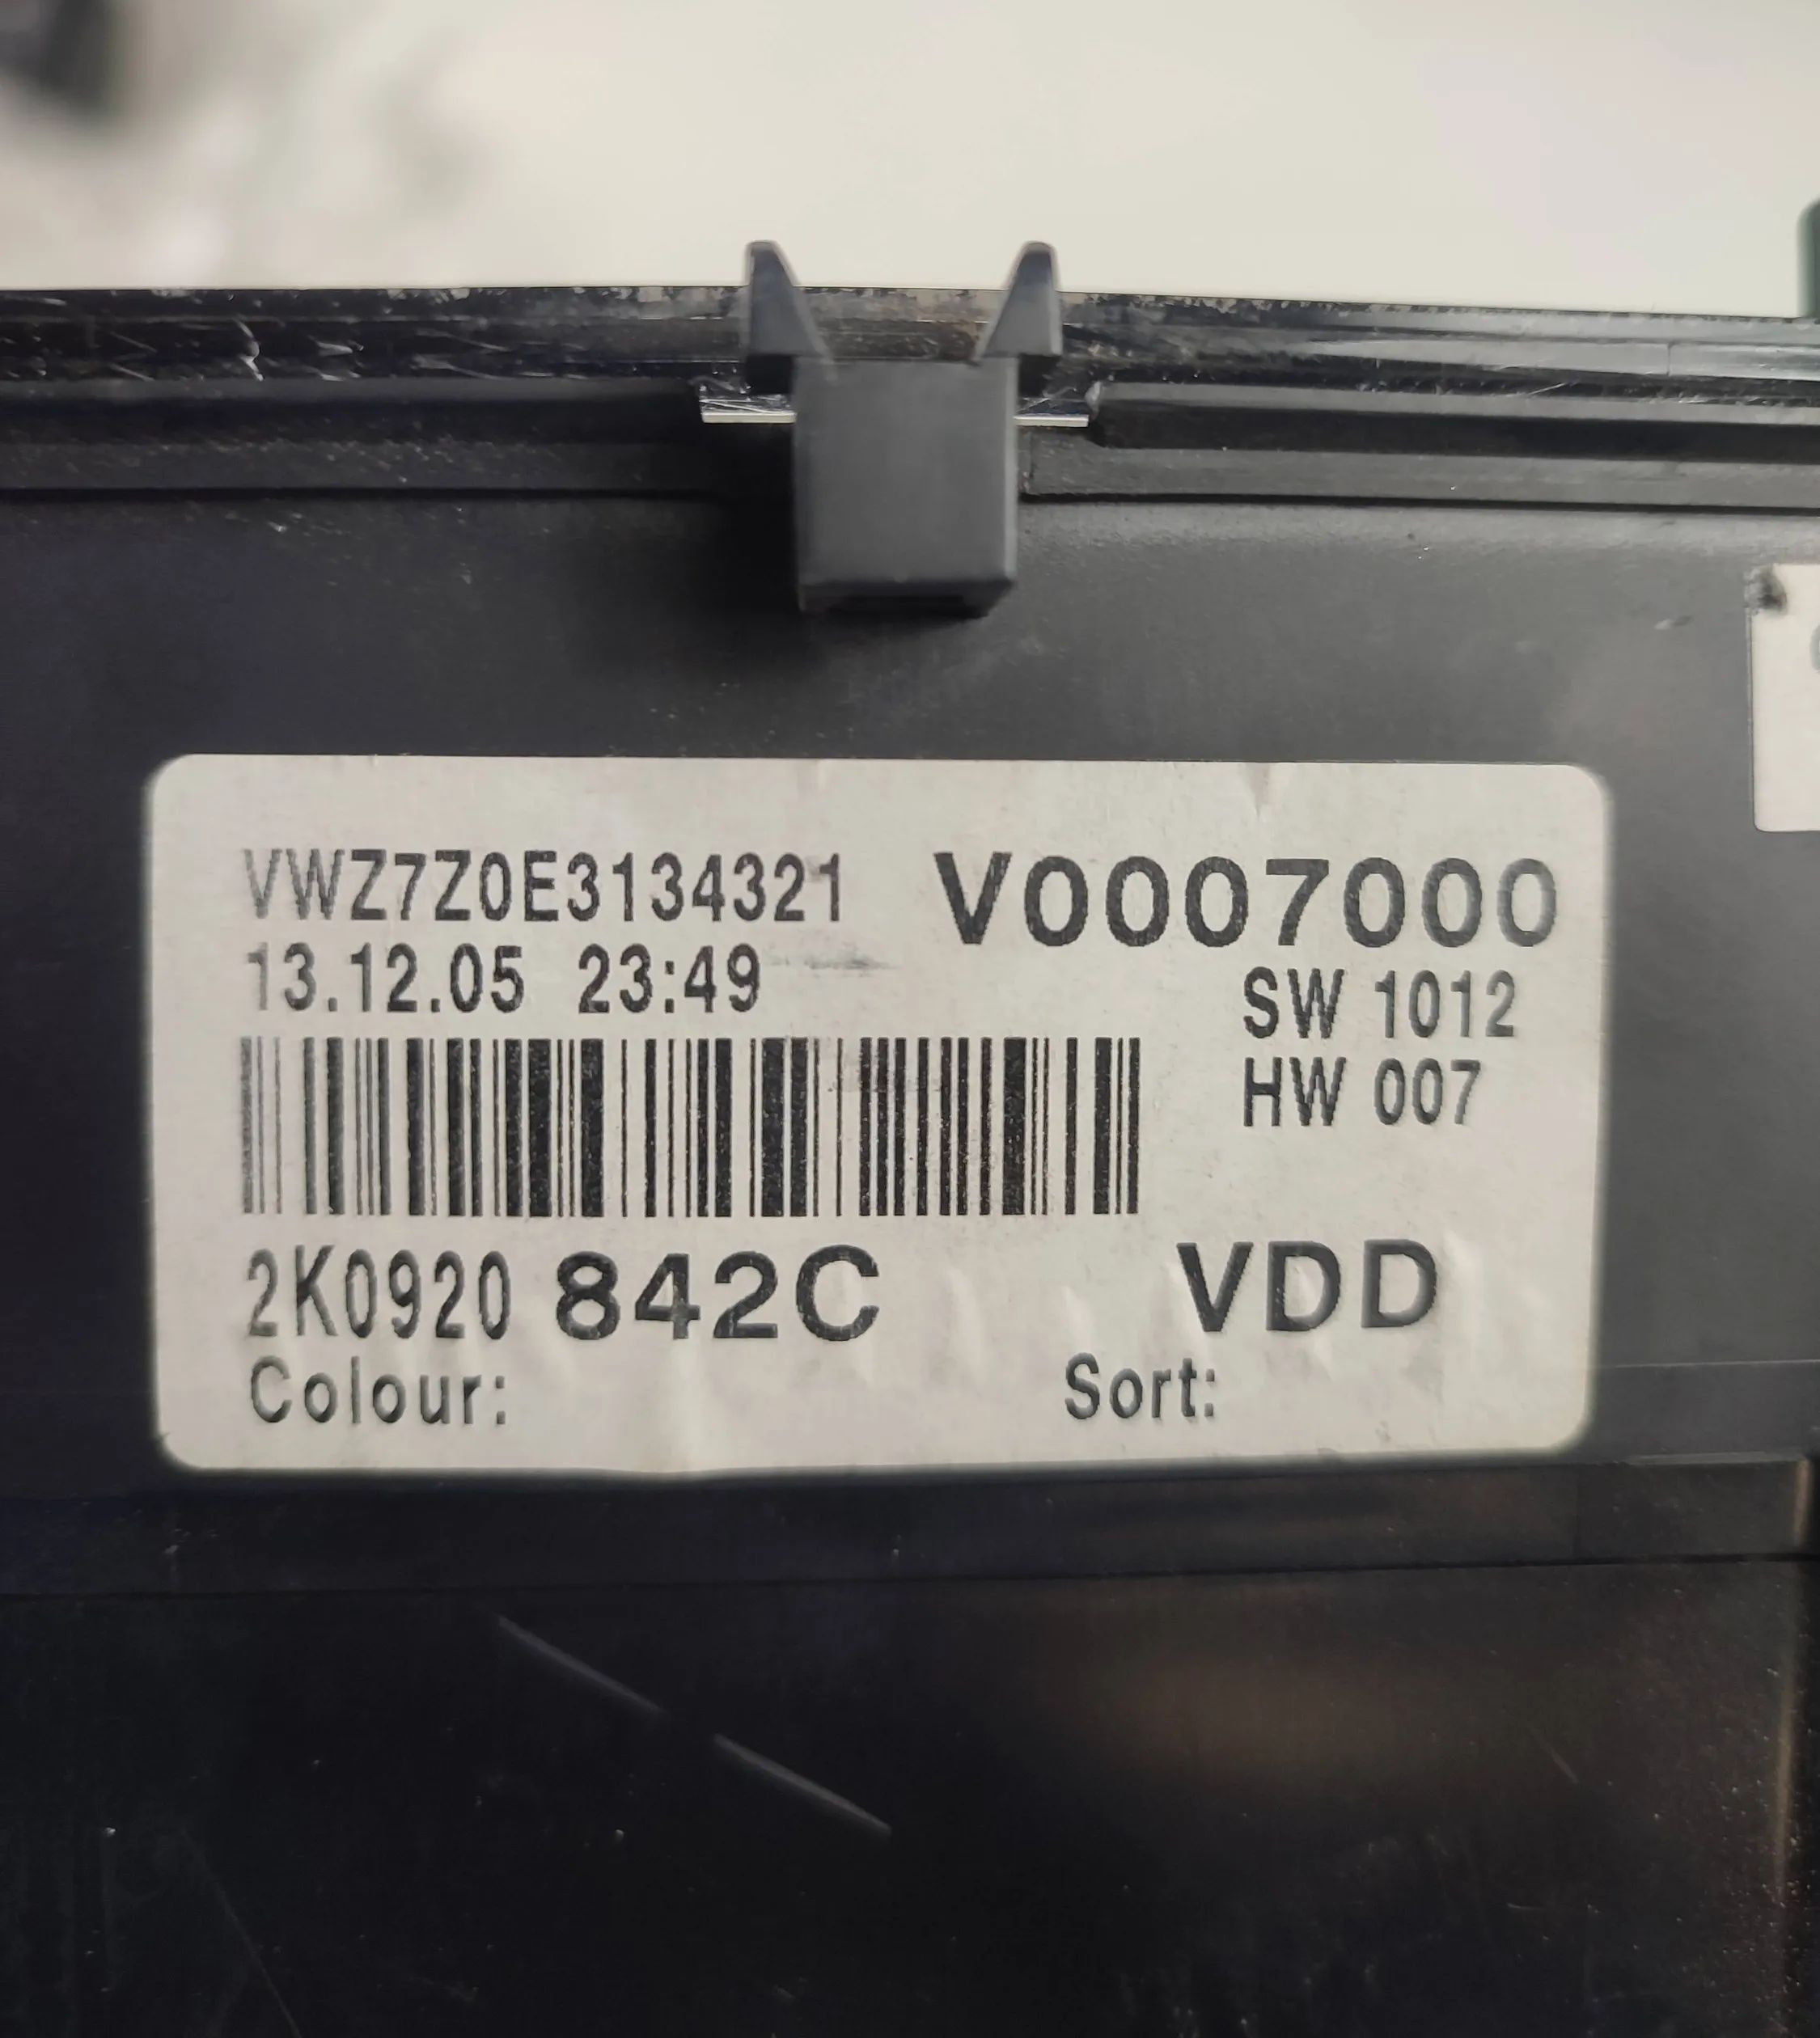 VWZ7Z0E3134321 V0007000
13.12.05 23:49 SW 1012
HW 007
2K0920 842C VDD
Colour: Sort: